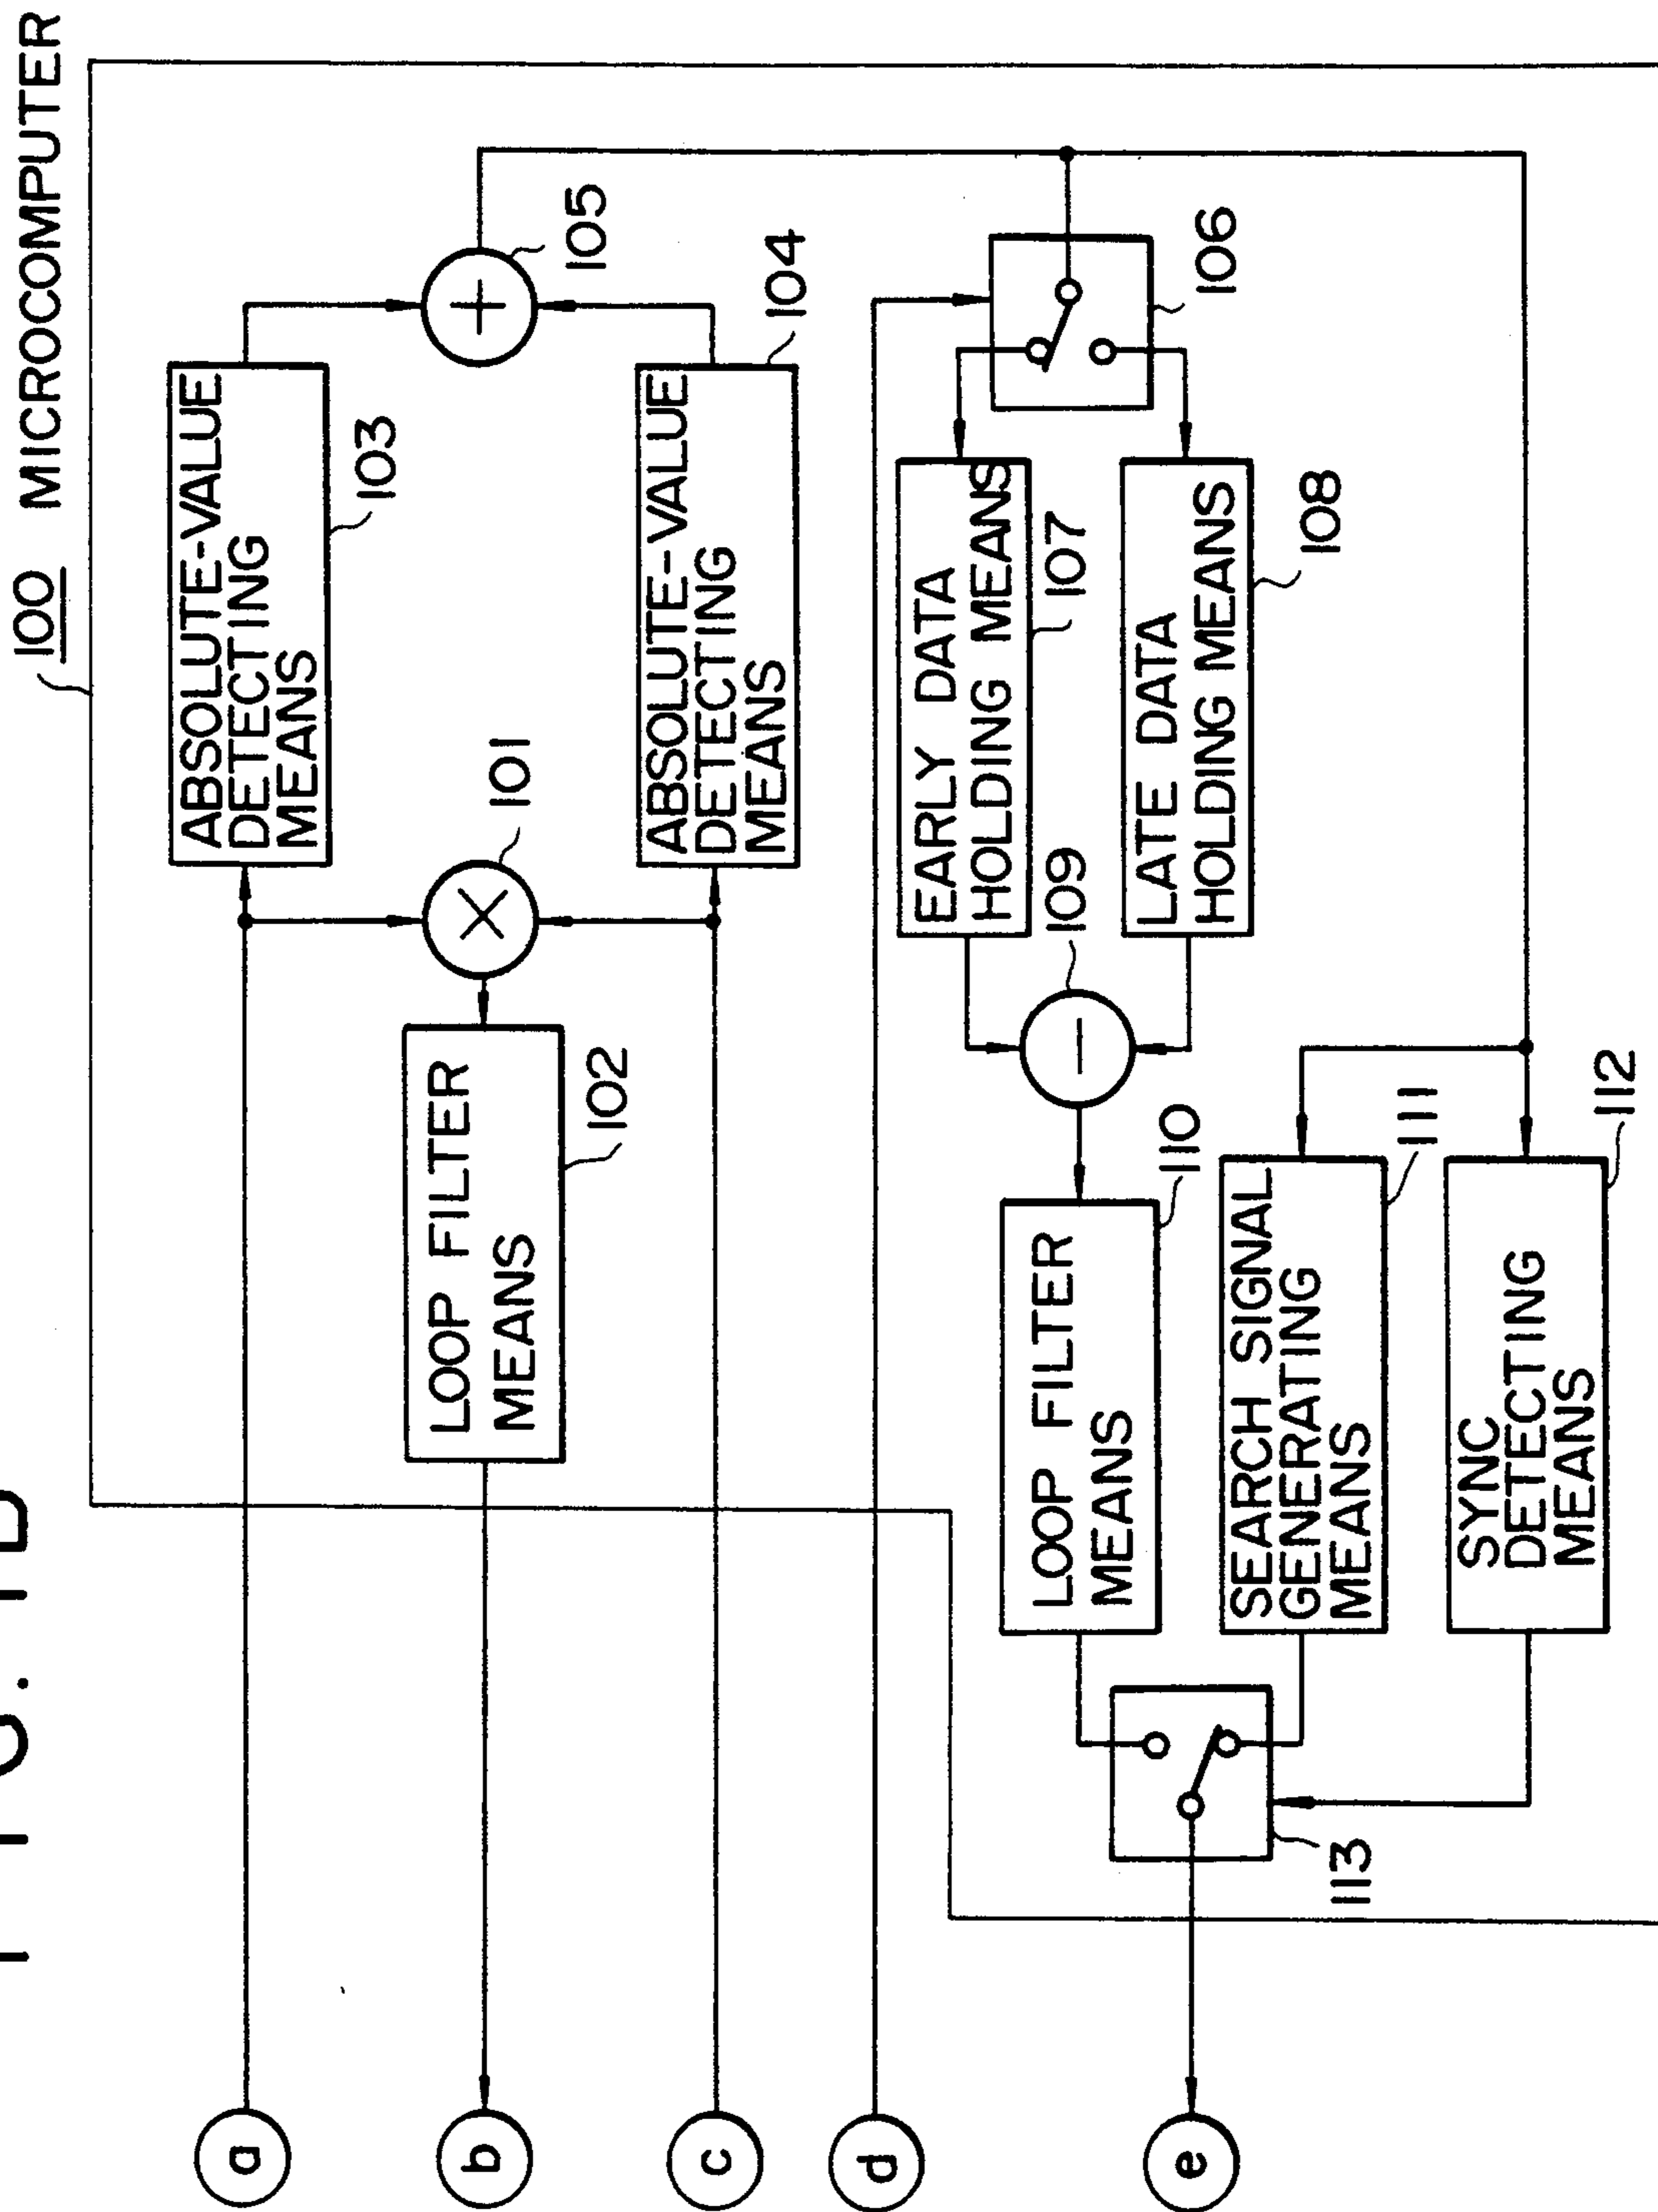 FIG. 1B
100 MICROCOMPUTER
ABSOLUTE-VALUE
DETECTING
MEANS
103
105
101
LOOP FILTER
MEANS
102
ABSOLUTE-VALUE
DETECTING
MEANS
104
106
EARLY DATA
HOLDING MEANS
107
109
LATE DATA
HOLDING MEANS
108
LOOP FILTER
MEANS
110
SEARCH SIGNAL
GENERATING
MEANS
111
SYNC
DETECTING
MEANS
112
113
a
b
c
d
e
+
×
−